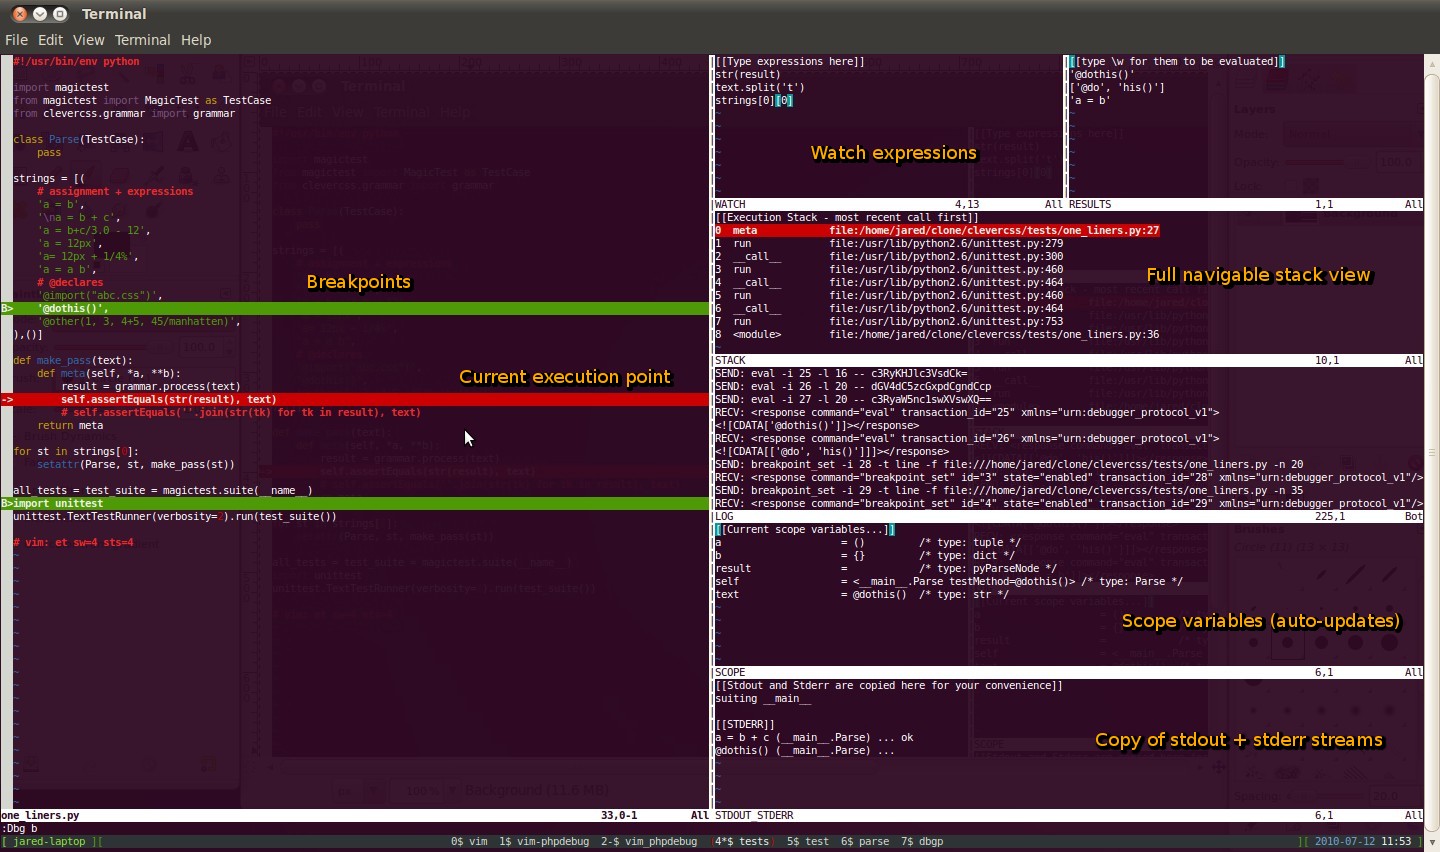 Terminal
File Edit View Terminal Help
#!/usr/bin/env python
import magictest
from magictest import MagicTest as TestCase
from clevercss.grammar import grammar
class Parse(TestCase):
    pass
strings = [(
    # assignment + expressions
    'a = b',
    '\na = b + c',
    'a = b+c/3.0 - 12',
    'a = 12px',
    'a= 12px + 1/4%',
    'a = a b',
    # @declares
    '@import("abc.css")',
B>    '@dothis()',
    '@other(1, 3, 4+5, 45/manhatten)',
),()]
def make_pass(text):
    def meta(self, *a, **b):
        result = grammar.process(text)
->        self.assertEquals(str(result), text)
        # self.assertEquals(''.join(str(tk) for tk in result), text)
    return meta
for st in strings[0]:
    setattr(Parse, st, make_pass(st))
all_tests = test_suite = magictest.suite(__name__)
B>import unittest
unittest.TextTestRunner(verbosity=2).run(test_suite())
# vim: et sw=4 sts=4
Breakpoints
Current execution point
one_liners.py 33,0-1 All
:Dbg b
[[Type expressions here]]
str(result)
text.split('t')
strings[0][0]
Watch expressions
WATCH 4,13 All
[[type \w for them to be evaluated]]
'@dothis()'
['@do', 'his()']
'a = b'
RESULTS 1,1 All
[[Execution Stack - most recent call first]]
0  meta            file:/home/jared/clone/clevercss/tests/one_liners.py:27
1  run             file:/usr/lib/python2.6/unittest.py:279
2  __call__        file:/usr/lib/python2.6/unittest.py:300
3  run             file:/usr/lib/python2.6/unittest.py:460
4  __call__        file:/usr/lib/python2.6/unittest.py:464
5  run             file:/usr/lib/python2.6/unittest.py:460
6  __call__        file:/usr/lib/python2.6/unittest.py:464
7  run             file:/usr/lib/python2.6/unittest.py:753
8  <module>        file:/home/jared/clone/clevercss/tests/one_liners.py:36
Full navigable stack view
STACK 10,1 All
SEND: eval -i 25 -l 16 -- c3RyKHJlc3VsdCk=
SEND: eval -i 26 -l 20 -- dGV4dC5zcGxpdCgndCcp
SEND: eval -i 27 -l 20 -- c3RyaW5nc1swXVswXQ==
RECV: <response command="eval" transaction_id="25" xmlns="urn:debugger_protocol_v1">
<![CDATA['@dothis()']]></response>
RECV: <response command="eval" transaction_id="26" xmlns="urn:debugger_protocol_v1">
<![CDATA[['@do', 'his()']]]></response>
SEND: breakpoint_set -i 28 -t line -f file:///home/jared/clone/clevercss/tests/one_liners.py -n 20
RECV: <response command="breakpoint_set" id="3" state="enabled" transaction_id="28" xmlns="urn:debugger_protocol_v1"/>
SEND: breakpoint_set -i 29 -t line -f file:///home/jared/clone/clevercss/tests/one_liners.py -n 35
RECV: <response command="breakpoint_set" id="4" state="enabled" transaction_id="29" xmlns="urn:debugger_protocol_v1"/>
LOG 225,1 Bot
[[Current scope variables...]]
a                    = ()         /* type: tuple */
b                    = {}         /* type: dict */
result               =            /* type: pyParseNode */
self                 = <__main__.Parse testMethod=@dothis()> /* type: Parse */
text                 = @dothis()  /* type: str */
Scope variables (auto-updates)
SCOPE 6,1 All
[[Stdout and Stderr are copied here for your convenience]]
suiting __main__
[[STDERR]]
a = b + c (__main__.Parse) ... ok
@dothis() (__main__.Parse) ...
Copy of stdout + stderr streams
STDOUT_STDERR 6,1 All
[ jared-laptop ][ 0$ vim  1$ vim-phpdebug  2-$ vim_phpdebug  (4*$ tests)  5$ test  6$ parse  7$ dbgp ][ 2010-07-12 11:53 ]